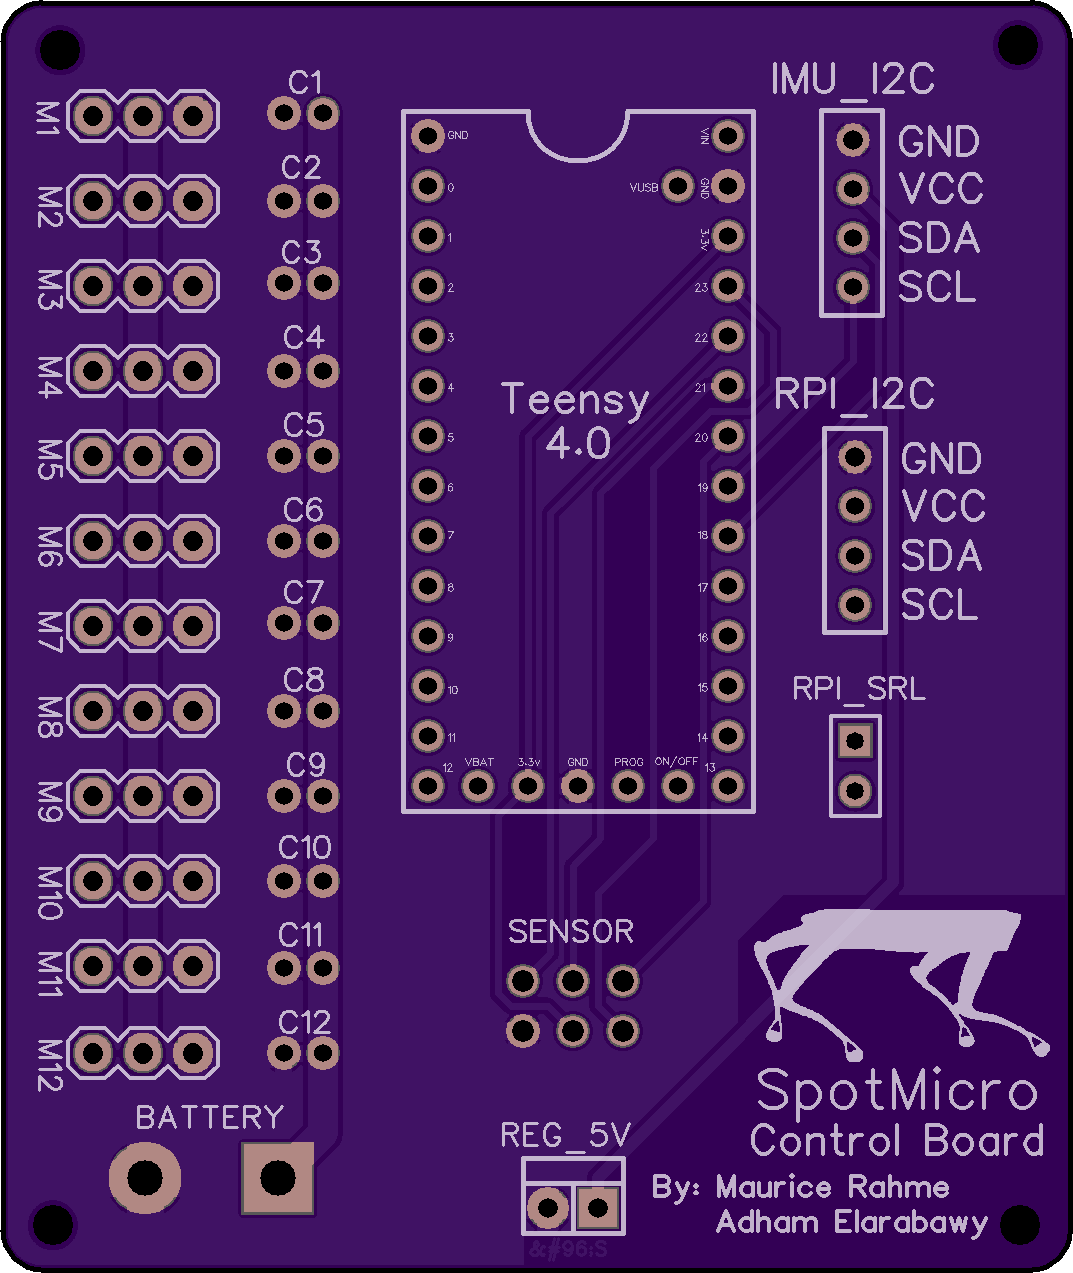 M1
M2
M3
M4
M5
M6
M7
M8
M9
M10
M11
M12
C1
C2
C3
C4
C5
C6
C7
C8
C9
C10
C11
C12
BATTERY
GND
0
1
2
3
4
5
6
7
8
9
10
11
12
VBAT
3.3v
GND
PROG
ON/OFF
13
VIN
VUSB
GND
3.3v
23
22
21
20
19
18
17
16
15
14
Teensy
4.0
SENSOR
REG_5V
&#96;S
IMU_I2C
GND
VCC
SDA
SCL
RPI_I2C
GND
VCC
SDA
SCL
RPI_SRL
SpotMicro
Control Board
By: Maurice Rahme
Adham Elarabawy